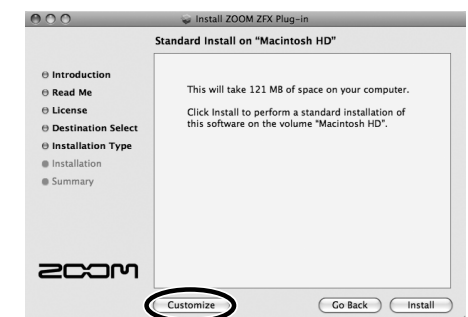 Install ZOOM ZFX Plug-in
Standard Install on "Macintosh HD"
Introduction
Read Me
License
Destination Select
Installation Type
Installation
Summary
This will take 121 MB of space on your computer.
Click Install to perform a standard installation of
this software on the volume "Macintosh HD".
ZOOM
Customize
Go Back
Install